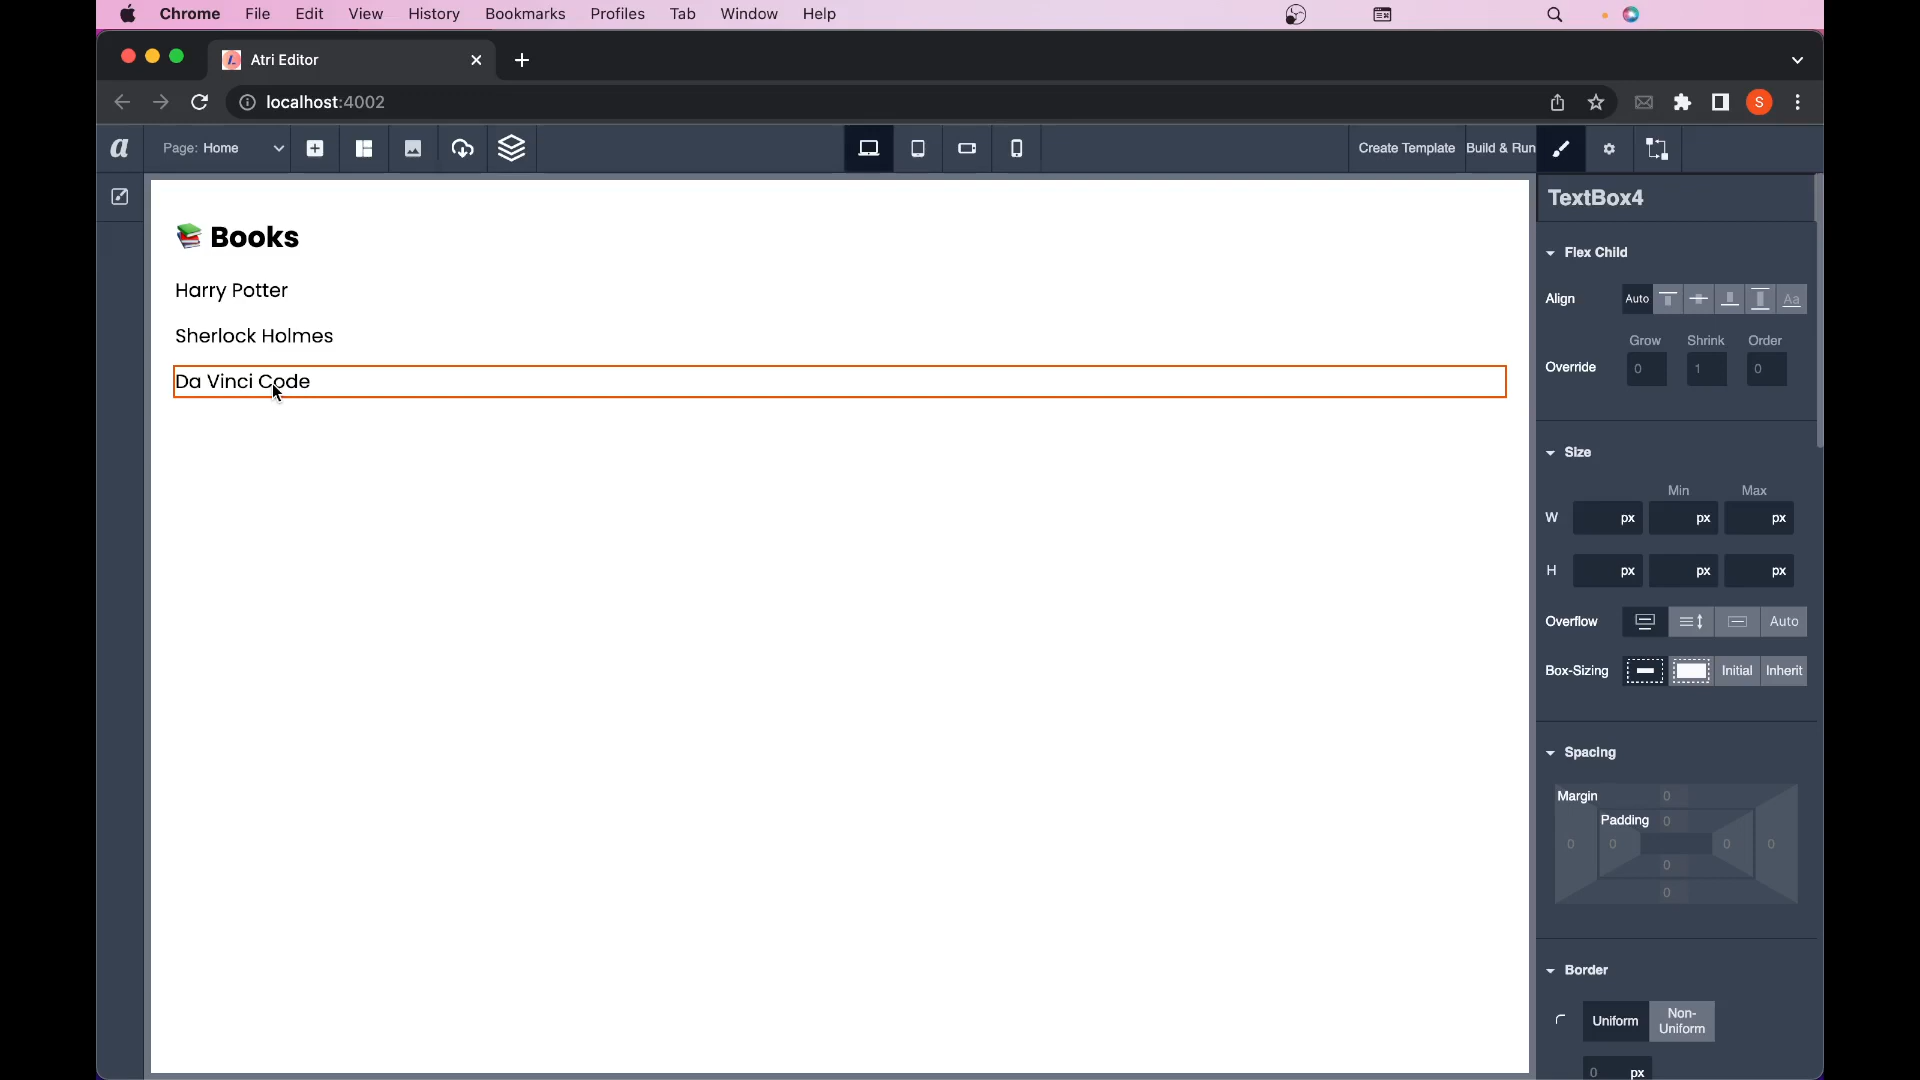 Chrome File Edit View History Bookmarks Profiles Tab Window Help
Atri Editor
localhost:4002
S
a Page: Home Create Template Build & Run
TextBox4
Books
Flex Child
Harry Potter
Align Auto Aa
Sherlock Holmes
Grow Shrink Order
Override 0 1 0
Da Vinci Code
Size
Min Max
W px px px
H px px px
Overflow Auto
Box-Sizing Initial Inherit
Spacing
Margin 0
Padding 0
0 0 0 0
0
0
Border
Uniform Non-Uniform
0 px